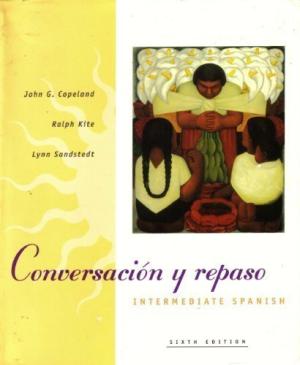 John G. Copeland
Ralph Kite
Lynn Sandstedt
Conversación y repaso
INTERMEDIATE SPANISH
SIXTH EDITION